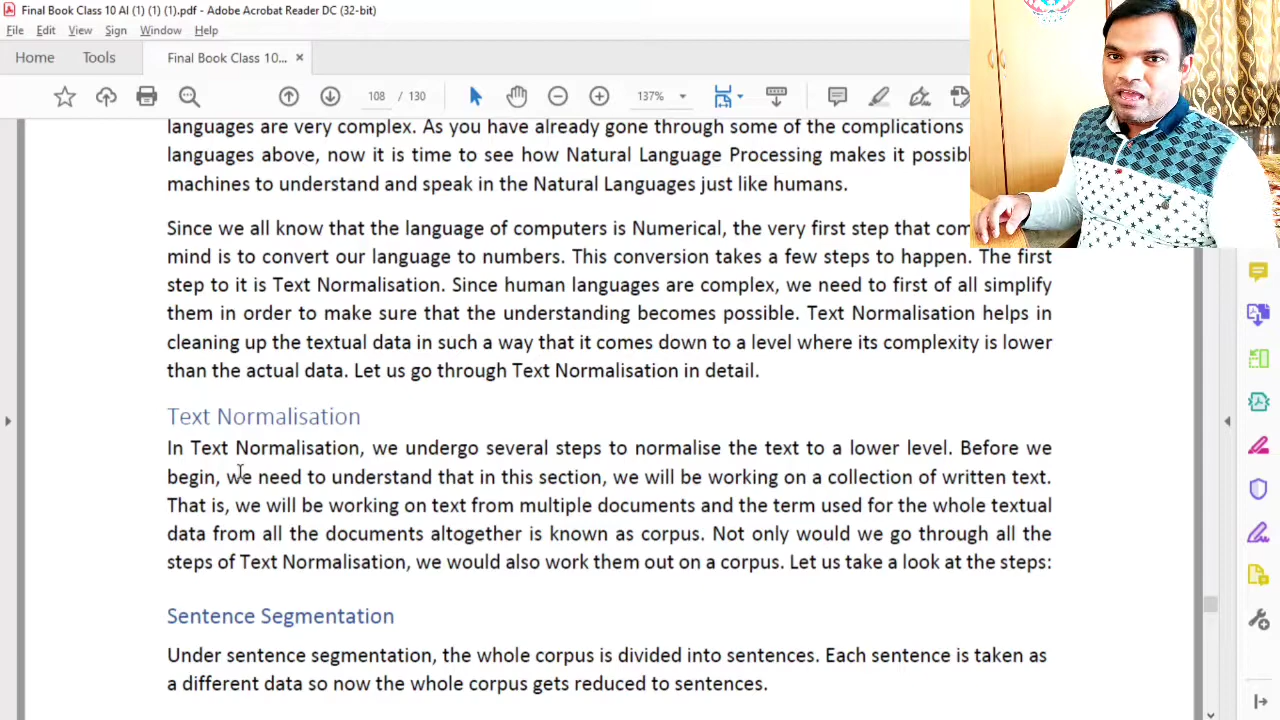 Final Book Class 10 AI (1) (1) (1).pdf - Adobe Acrobat Reader DC (32-bit)
File Edit View Sign Window Help
Home Tools Final Book Class 10... ×
108 / 130 137%
languages are very complex. As you have already gone through some of the complications
languages above, now it is time to see how Natural Language Processing makes it possib
machines to understand and speak in the Natural Languages just like humans.
Since we all know that the language of computers is Numerical, the very first step that com
mind is to convert our language to numbers. This conversion takes a few steps to happen. The first
step to it is Text Normalisation. Since human languages are complex, we need to first of all simplify
them in order to make sure that the understanding becomes possible. Text Normalisation helps in
cleaning up the textual data in such a way that it comes down to a level where its complexity is lower
than the actual data. Let us go through Text Normalisation in detail.
Text Normalisation
In Text Normalisation, we undergo several steps to normalise the text to a lower level. Before we
begin, we need to understand that in this section, we will be working on a collection of written text.
That is, we will be working on text from multiple documents and the term used for the whole textual
data from all the documents altogether is known as corpus. Not only would we go through all the
steps of Text Normalisation, we would also work them out on a corpus. Let us take a look at the steps:
Sentence Segmentation
Under sentence segmentation, the whole corpus is divided into sentences. Each sentence is taken as
a different data so now the whole corpus gets reduced to sentences.